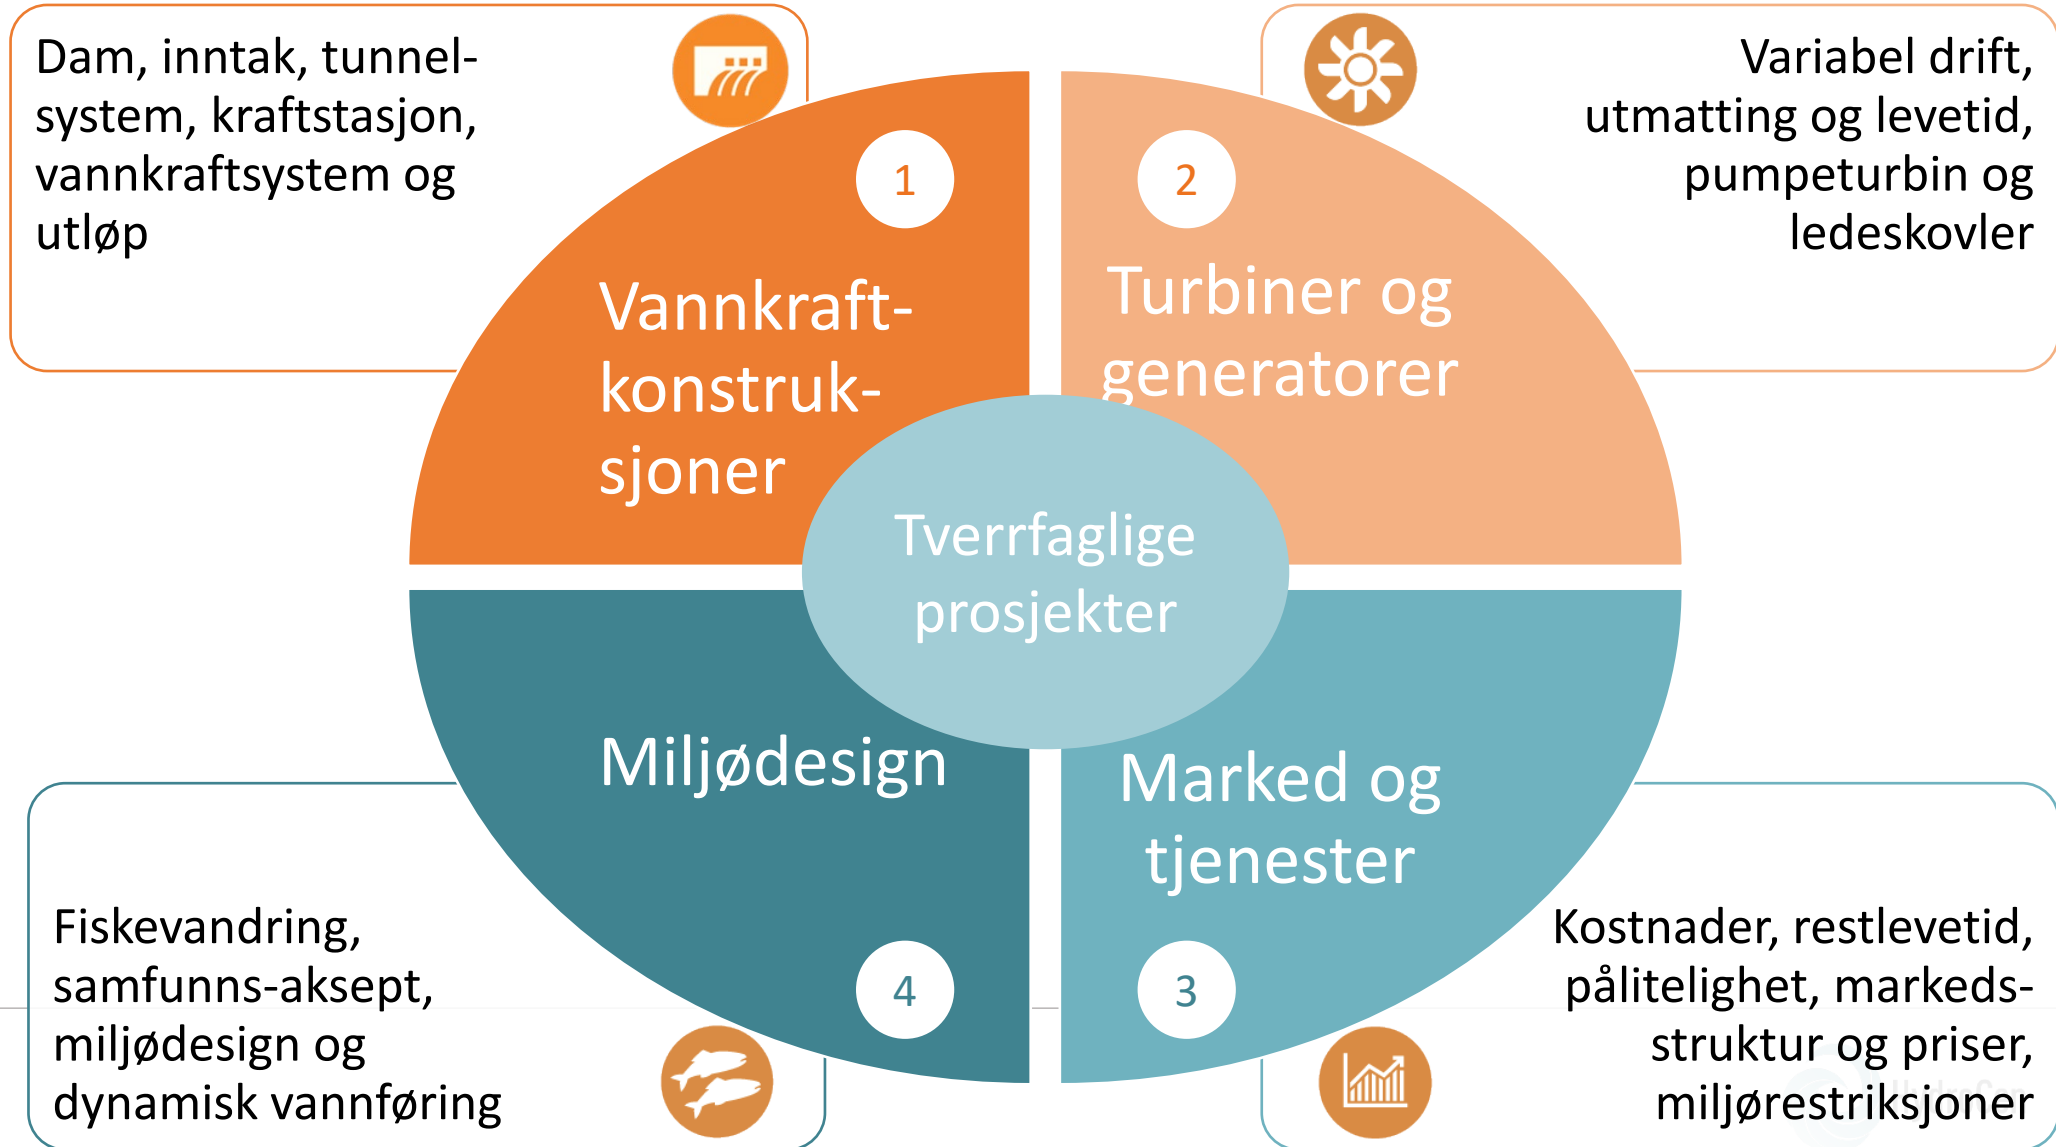 Dam, inntak, tunnel-
system, kraftstasjon,
vannkraftsystem og
utløp
Variabel drift,
utmatting og levetid,
pumpeturbin og
ledeskovler
1
Vannkraft-
konstruk-
sjoner
2
Turbiner og
generatorer
Tverrfaglige
prosjekter
Miljødesign
4
Marked og
tjenester
3
Fiskevandring,
samfunns-aksept,
miljødesign og
dynamisk vannføring
Kostnader, restlevetid,
pålitelighet, markeds-
struktur og priser,
miljørestriksjoner